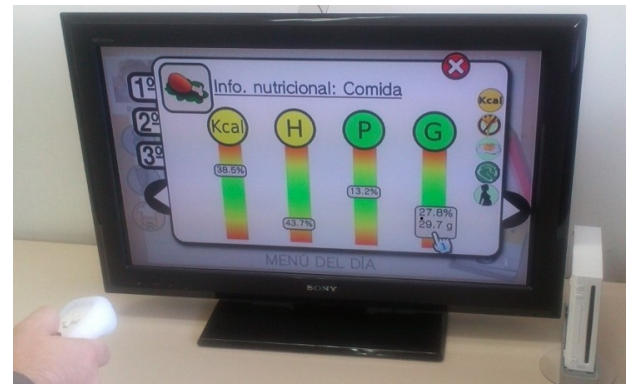 Info. nutricional: Comida
1º
2º
3º
Kcal
H
P
G
Kcal
38.5%
43.7%
13.2%
27.8%
29.7 g
MENÚ DEL DÍA
SONY